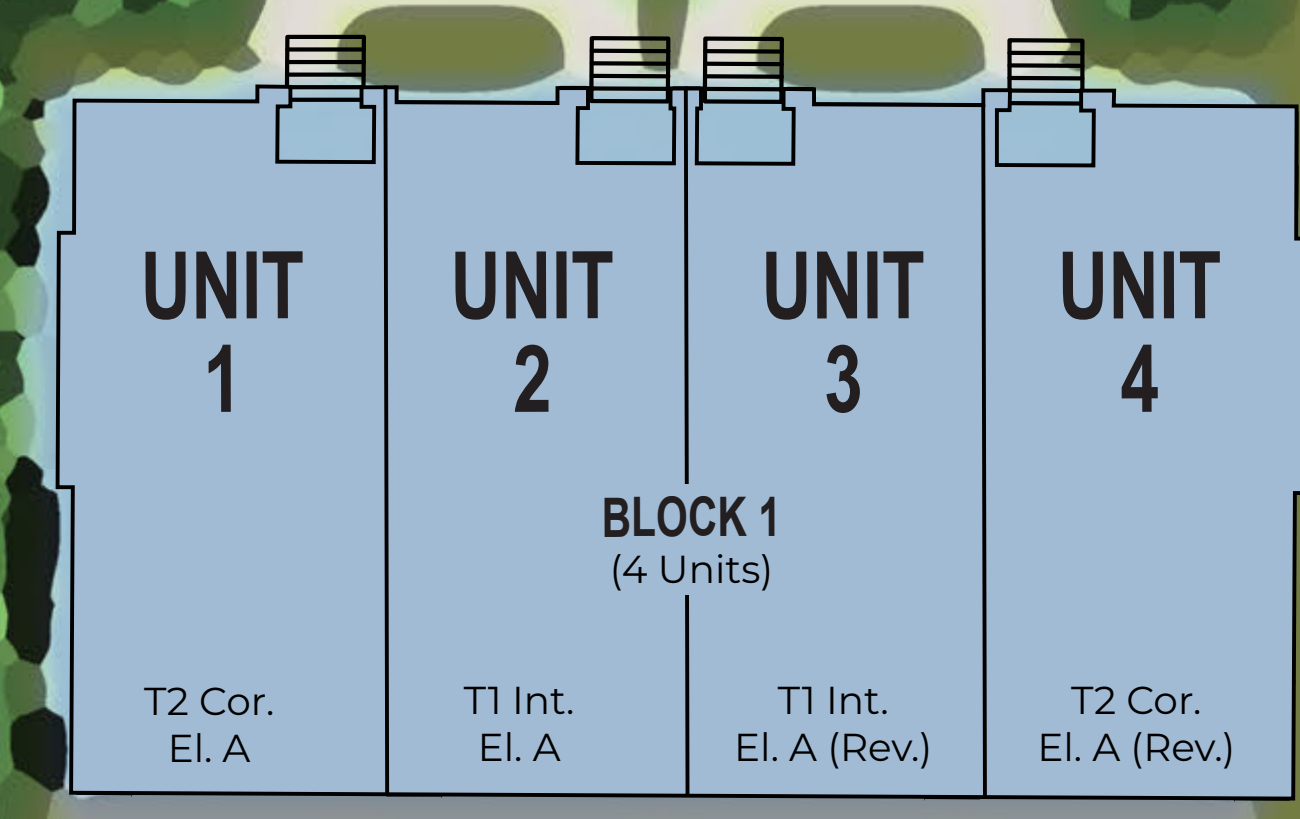 UNIT
1
UNIT
2
UNIT
3
UNIT
4
BLOCK 1
(4 Units)
T2 Cor.
El. A
T1 Int.
El. A
T1 Int.
El. A (Rev.)
T2 Cor.
El. A (Rev.)